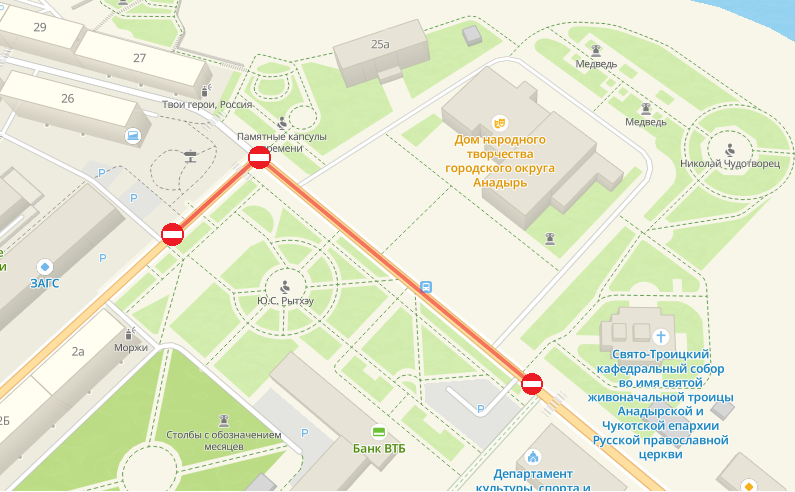 29
27
25а
26
Твои герои, Россия
Памятные капсулы
времени
Медведь
Медведь
Николай Чудотворец
Дом народного
творчества
городского округа
Анадырь
P
P
P
ЗАГС
Ю.С. Рытхэу
2а
Моржи
Столбы с обозначением
месяцев
P
P
Банк ВТБ
Свято-Троицкий
кафедральный собор
во имя святой
живоначальной троицы
Анадырской и
Чукотской епархии
Русской православной
церкви
Департамент
культуры, спорта и